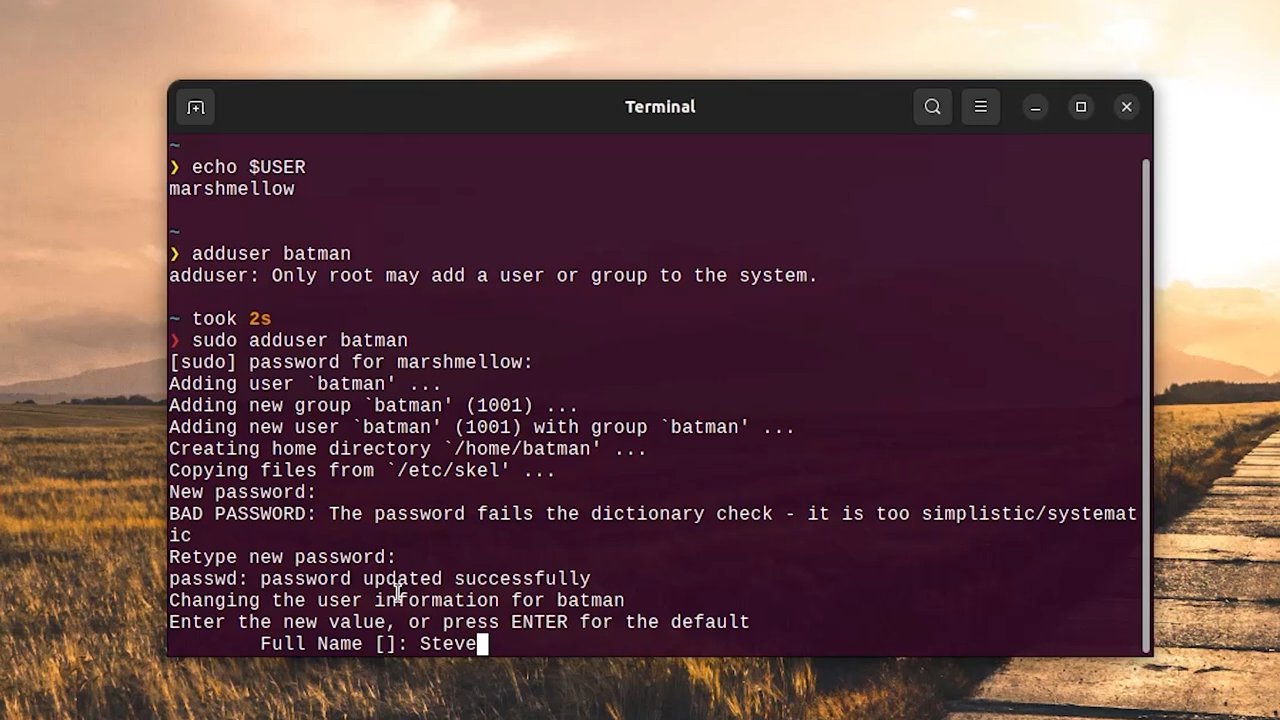 Terminal
~
❯ echo $USER
marshmellow
~
❯ adduser batman
adduser: Only root may add a user or group to the system.
~ took 2s
❯ sudo adduser batman
[sudo] password for marshmellow:
Adding user `batman' ...
Adding new group `batman' (1001) ...
Adding new user `batman' (1001) with group `batman' ...
Creating home directory `/home/batman' ...
Copying files from `/etc/skel' ...
New password:
BAD PASSWORD: The password fails the dictionary check - it is too simplistic/systemat
ic
Retype new password:
passwd: password updated successfully
Changing the user information for batman
Enter the new value, or press ENTER for the default
Full Name []: Steve